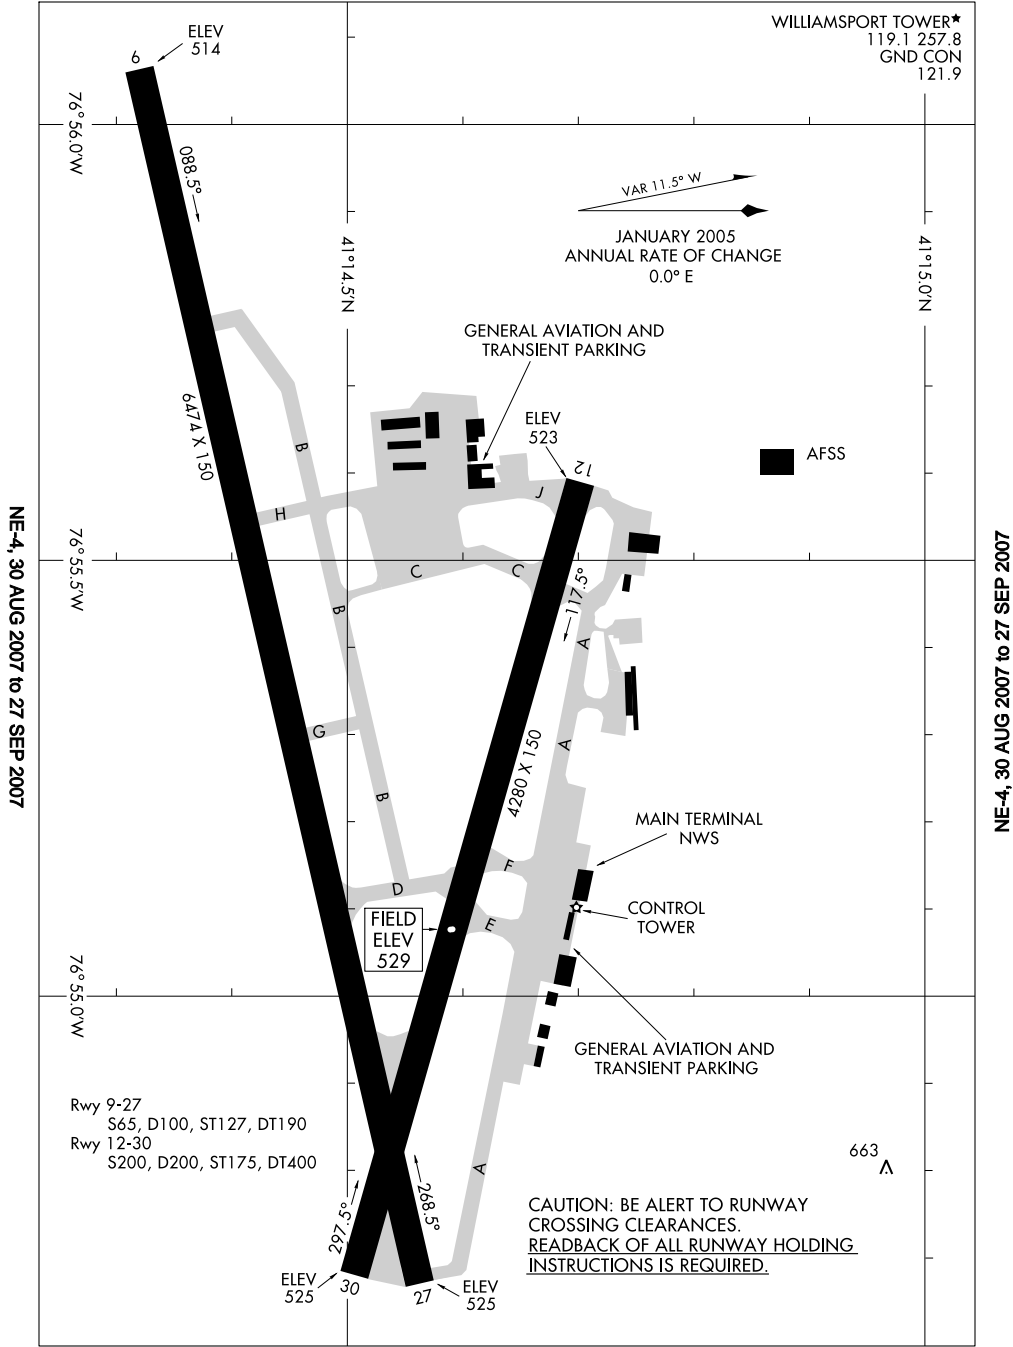 WILLIAMSPORT TOWER★
119.1 257.8
GND CON
121.9
ELEV
514
9
76°56.0'W
088.5°
VAR 11.5° W
JANUARY 2005
ANNUAL RATE OF CHANGE
0.0° E
41°14.5'N
41°15.0'N
GENERAL AVIATION AND
TRANSIENT PARKING
6474 X 150
B
ELEV
523
12
AFSS
J
H
NE-4, 30 AUG 2007 to 27 SEP 2007
NE-4, 30 AUG 2007 to 27 SEP 2007
76°55.5'W
C
C
117.5°
B
A
G
A
4280 X 150
B
MAIN TERMINAL
NWS
F
D
CONTROL
TOWER
FIELD
ELEV
529
E
76°55.0'W
GENERAL AVIATION AND
TRANSIENT PARKING
Rwy 9-27
S65, D100, ST127, DT190
Rwy 12-30
S200, D200, ST175, DT400
663
A
297.5°
268.5°
CAUTION: BE ALERT TO RUNWAY
CROSSING CLEARANCES.
READBACK OF ALL RUNWAY HOLDING
INSTRUCTIONS IS REQUIRED.
ELEV
525
30
27
ELEV
525